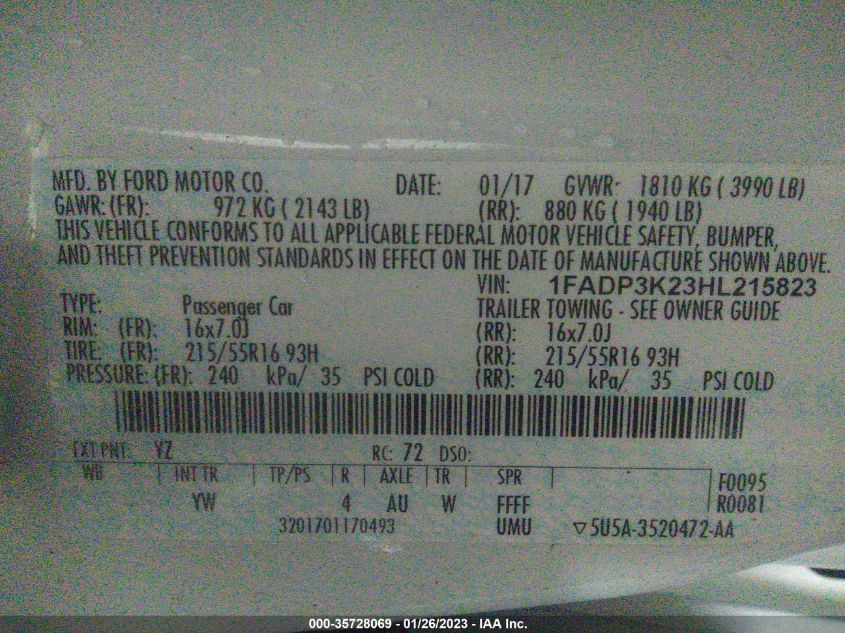 MFD. BY FORD MOTOR CO. DATE: 01/17 GVWR: 1810 KG ( 3990 LB)
GAWR: (FR): 972 KG ( 2143 LB) (RR): 880 KG ( 1940 LB)
THIS VEHICLE CONFORMS TO ALL APPLICABLE FEDERAL MOTOR VEHICLE SAFETY, BUMPER,
AND THEFT PREVENTION STANDARDS IN EFFECT ON THE DATE OF MANUFACTURE SHOWN ABOVE.
VIN: 1FADP3K23HL215823
TYPE: Passenger Car TRAILER TOWING - SEE OWNER GUIDE
RIM: (FR): 16x7.0J (RR): 16x7.0J
TIRE: (FR): 215/55R16 93H (RR): 215/55R16 93H
PRESSURE: (FR): 240 kPa/ 35 PSI COLD (RR): 240 kPa/ 35 PSI COLD
EXT PNT: YZ RC: 72 DSO:
WB INT TR TP/PS R AXLE TR SPR F0095
YW 4 AU W FFFF R0081
3201701170493 UMU ▽5U5A-3520472-AA
000-35728069 - 01/26/2023 - IAA Inc.